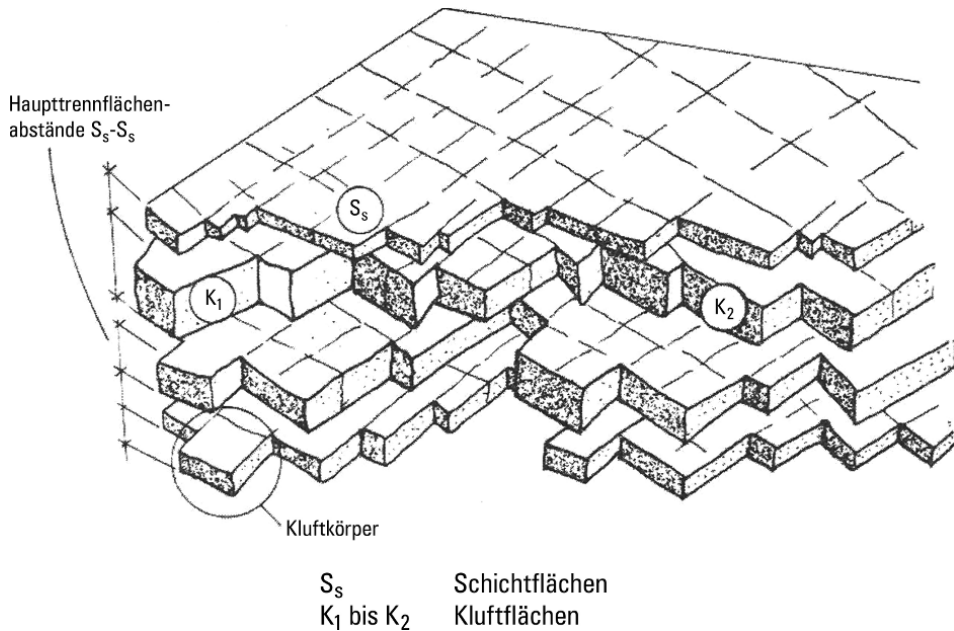 Haupttrennflächen-
abstände Sₛ-Sₛ
Sₛ
K₁
K₂
Kluftkörper
Sₛ Schichtflächen
K₁ bis K₂ Kluftflächen